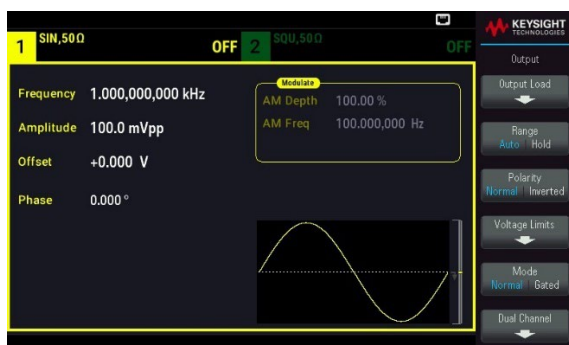 1 SIN,50Ω OFF 2 SQU,50Ω OFF
KEYSIGHT
TECHNOLOGIES
Output
Frequency 1.000,000,000 kHz
Amplitude 100.0 mVpp
Offset +0.000 V
Phase 0.000 °
Modulate
AM Depth 100.00 %
AM Freq 100.000,000 Hz
Output Load
Range
Auto Hold
Polarity
Normal Inverted
Voltage Limits
Mode
Normal Gated
Dual Channel